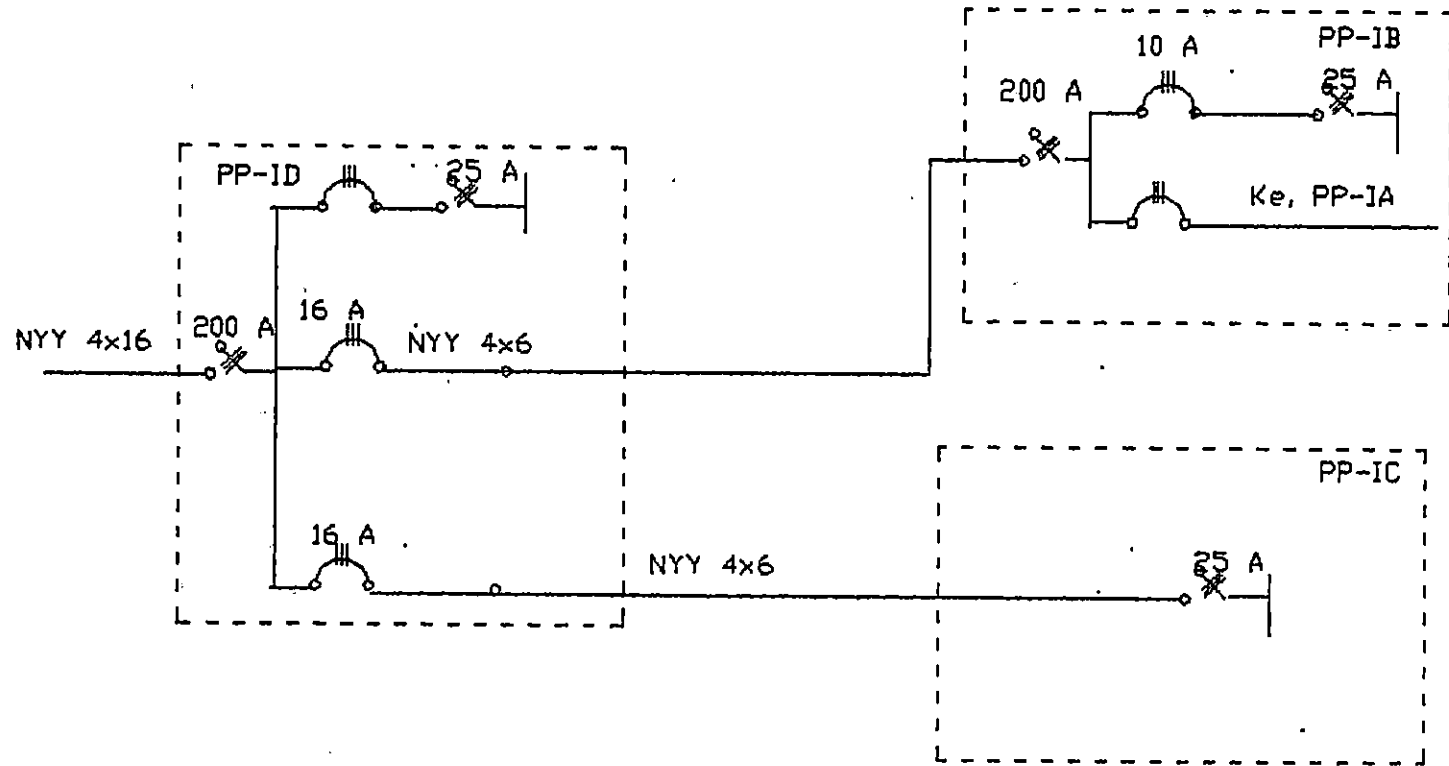 PP-IB
10 A
25 A
200 A
Ke, PP-IA
PP-ID
25 A
200 A
16 A
NYY 4x16
NYY 4x6
PP-IC
16 A
NYY 4x6
25 A